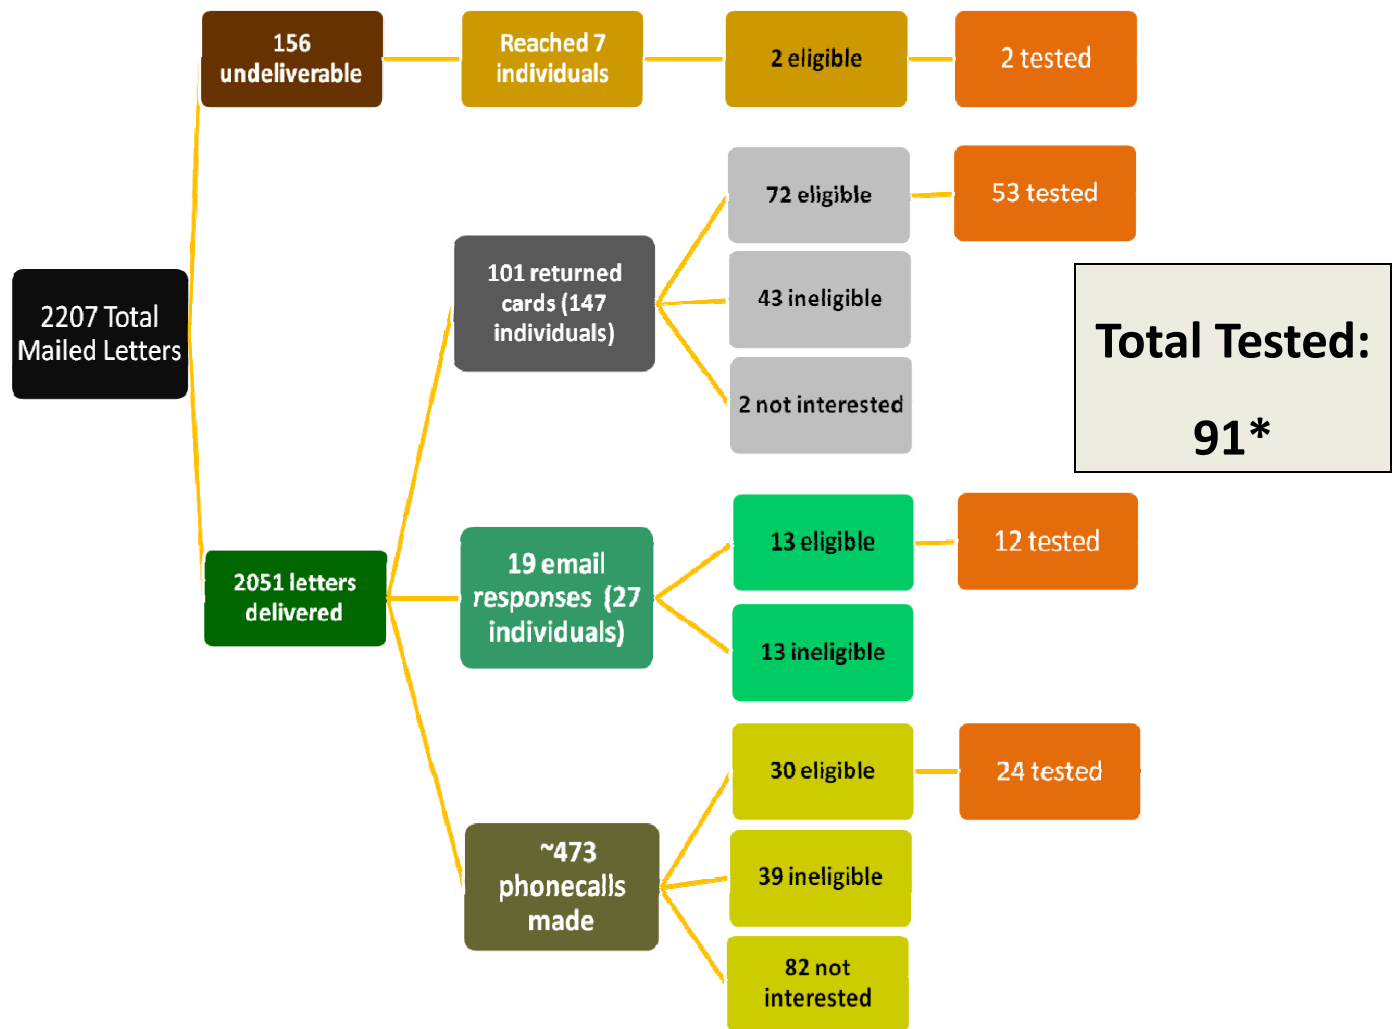 2207 Total
Mailed Letters
156
undeliverable
Reached 7
individuals
2 eligible
2 tested
2051 letters
delivered
101 returned
cards (147
individuals)
72 eligible
53 tested
43 ineligible
2 not interested
19 email
responses (27
individuals)
13 eligible
12 tested
13 ineligible
~473
phonecalls
made
30 eligible
24 tested
39 ineligible
82 not
interested
Total Tested:
91*